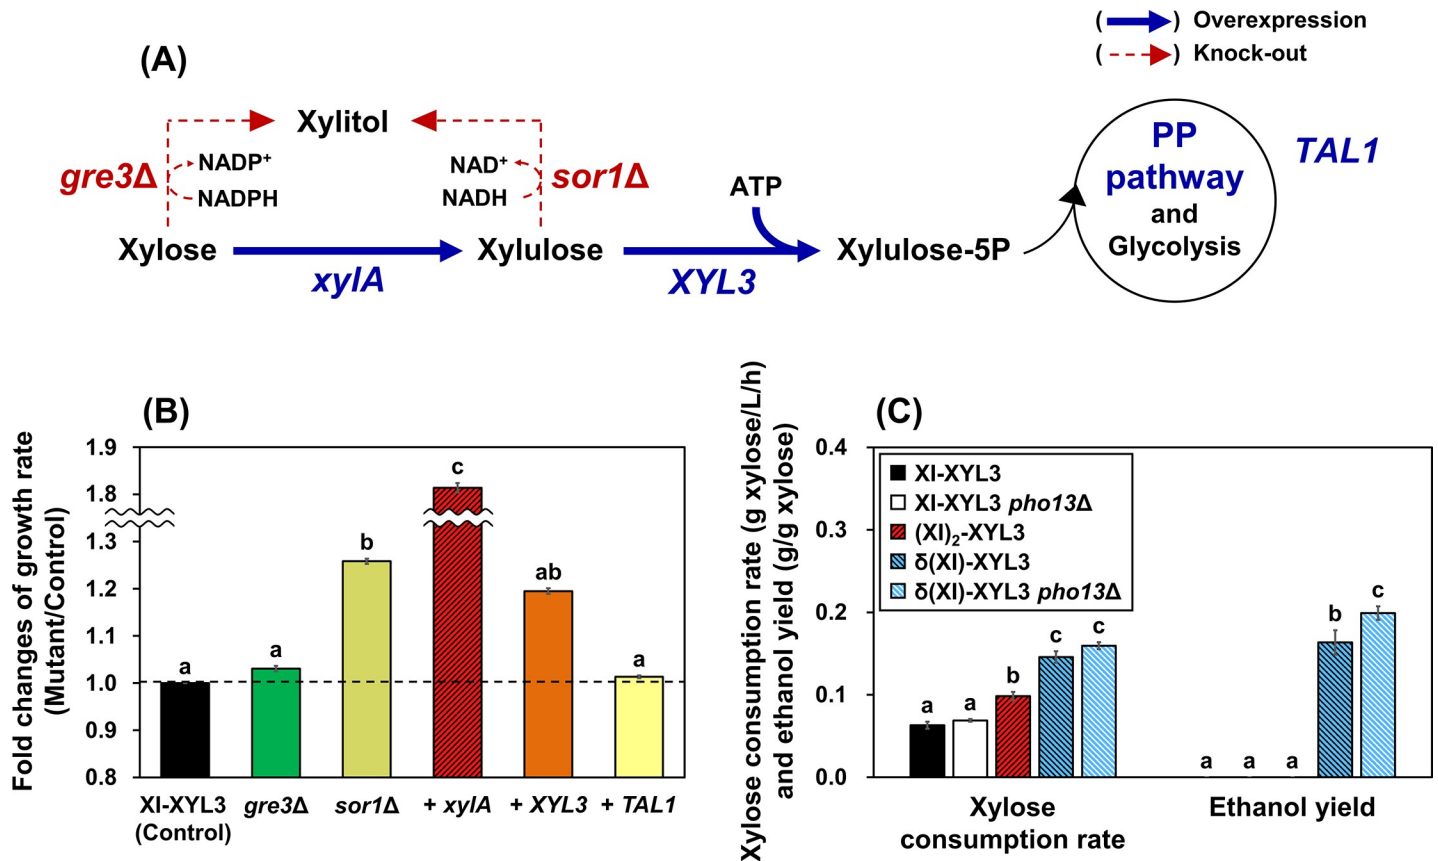 (→) Overexpression
(⇢) Knock-out
(A)
Xylitol
gre3Δ
NADP⁺
NADPH
NAD⁺
NADH
sor1Δ
ATP
PP
pathway
and
Glycolysis
TAL1
Xylose
Xylulose
Xylulose-5P
xylA
XYL3
(B)
Fold changes of growth rate
(Mutant/Control)
1.9
1.8
1.3
1.2
1.1
1.0
0.9
0.8
a
a
b
c
ab
a
XI-XYL3
(Control)
gre3Δ
sor1Δ
+ xylA
+ XYL3
+ TAL1
(C)
Xylose consumption rate (g xylose/L/h)
and ethanol yield (g/g xylose)
0.4
0.3
0.2
0.1
0.0
XI-XYL3
XI-XYL3 pho13Δ
(XI)₂-XYL3
δ(XI)-XYL3
δ(XI)-XYL3 pho13Δ
a
a
b
c
c
a
a
a
b
c
Xylose
consumption rate
Ethanol yield